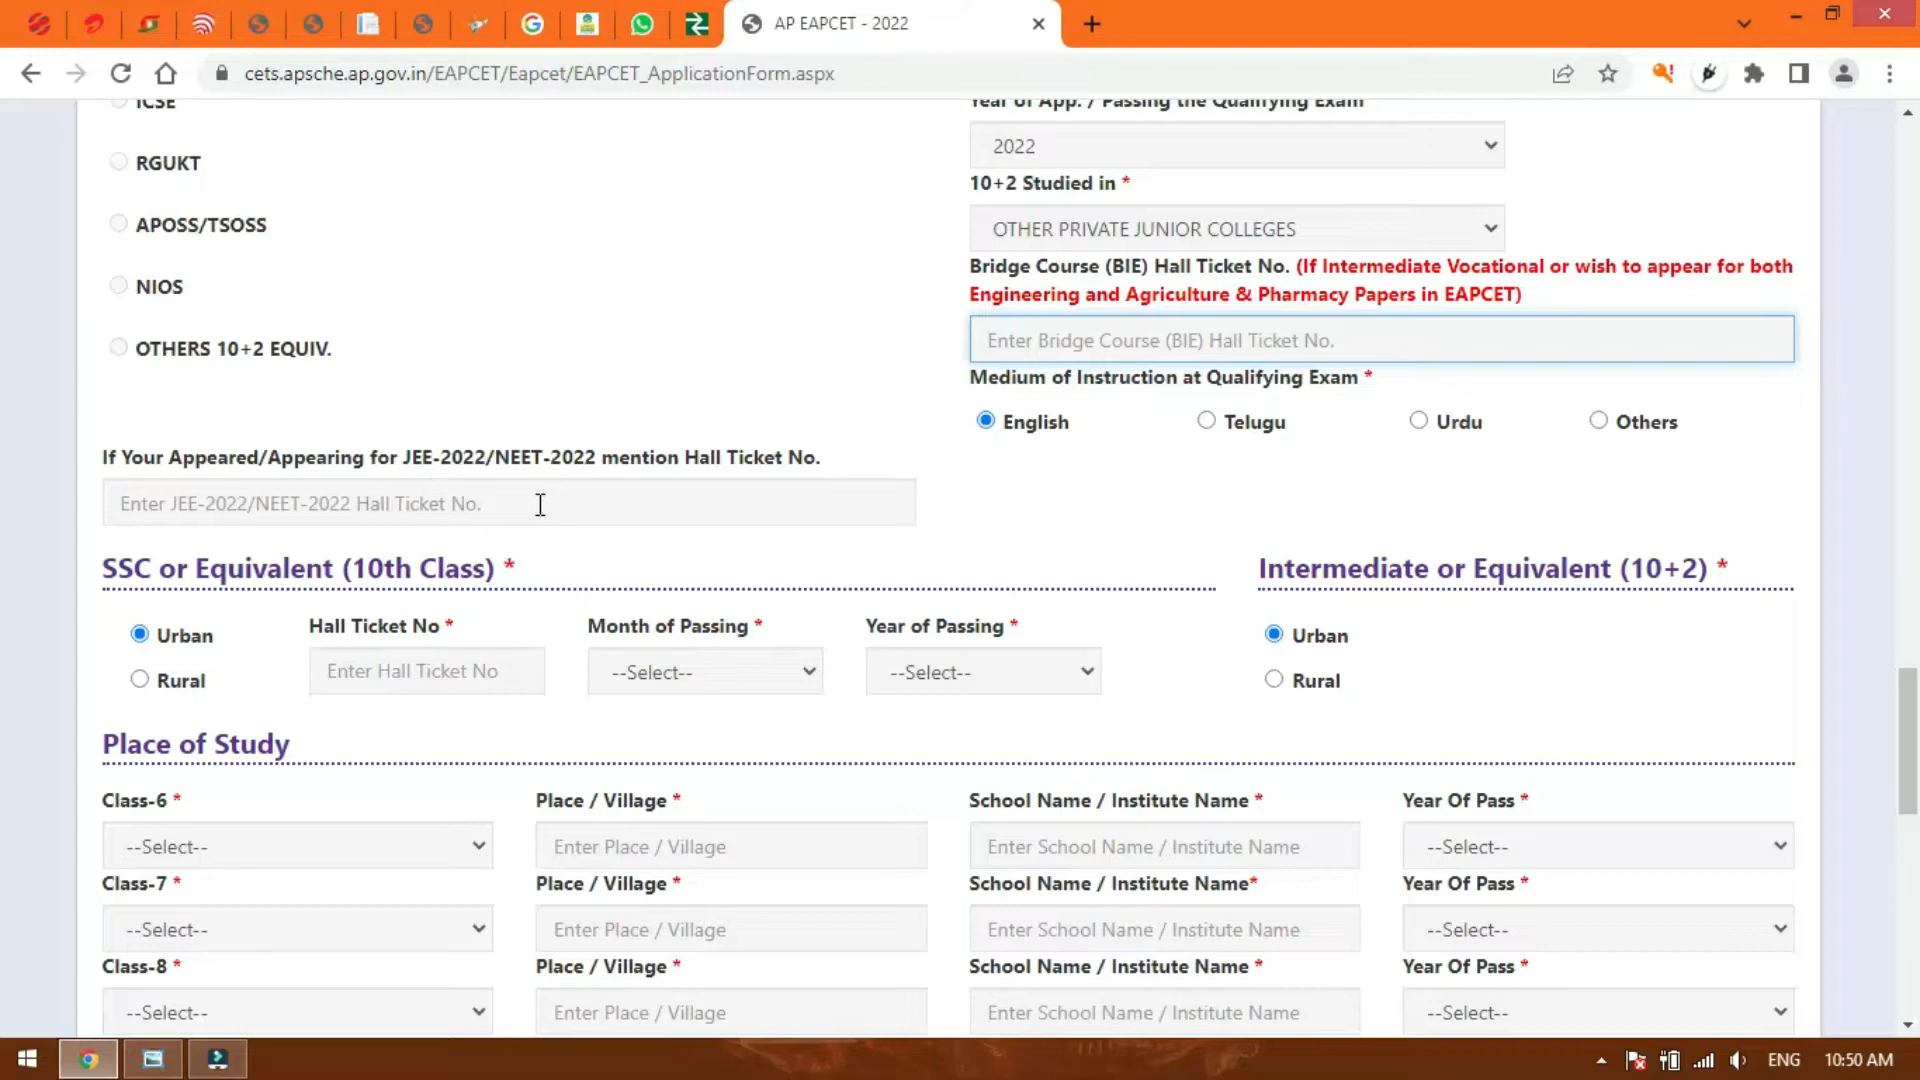 AP EAPCET - 2022
cets.apsche.ap.gov.in/EAPCET/Eapcet/EAPCET_ApplicationForm.aspx
ICSE
Year of App. / Passing the Qualifying Exam
RGUKT
2022
10+2 Studied in *
APOSS/TSOSS
OTHER PRIVATE JUNIOR COLLEGES
Bridge Course (BIE) Hall Ticket No. (If Intermediate Vocational or wish to appear for both
Engineering and Agriculture & Pharmacy Papers in EAPCET)
NIOS
OTHERS 10+2 EQUIV.
Enter Bridge Course (BIE) Hall Ticket No.
Medium of Instruction at Qualifying Exam *
English Telugu Urdu Others
If Your Appeared/Appearing for JEE-2022/NEET-2022 mention Hall Ticket No.
Enter JEE-2022/NEET-2022 Hall Ticket No.
SSC or Equivalent (10th Class) * Intermediate or Equivalent (10+2) *
Urban Hall Ticket No * Month of Passing * Year of Passing * Urban
Enter Hall Ticket No --Select-- --Select--
Rural Rural
Place of Study
Class-6 * Place / Village * School Name / Institute Name * Year Of Pass *
--Select-- Enter Place / Village Enter School Name / Institute Name --Select--
Class-7 * Place / Village * School Name / Institute Name* Year Of Pass *
--Select-- Enter Place / Village Enter School Name / Institute Name --Select--
Class-8 * Place / Village * School Name / Institute Name * Year Of Pass *
--Select-- Enter Place / Village Enter School Name / Institute Name --Select--
ENG 10:50 AM